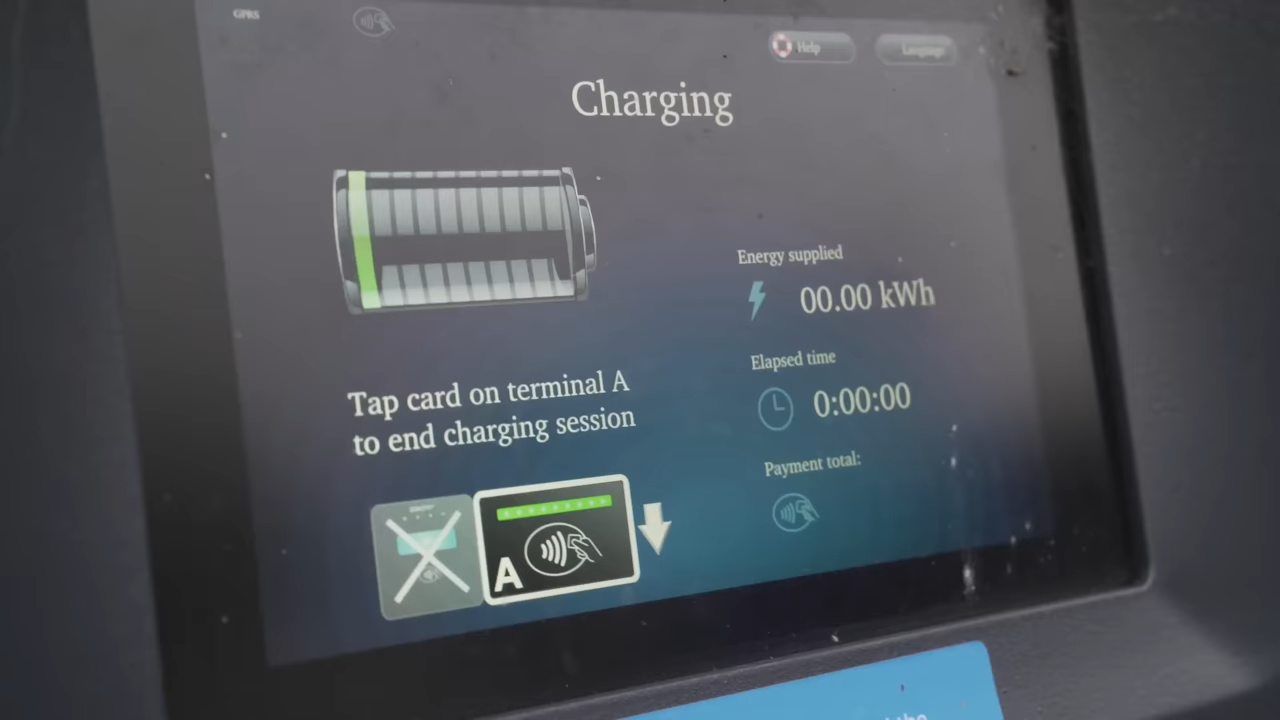 GPRS
Help
Language
Charging
Energy supplied
00.00 kWh
Elapsed time
0:00:00
Payment total:
Tap card on terminal A
to end charging session
A
the